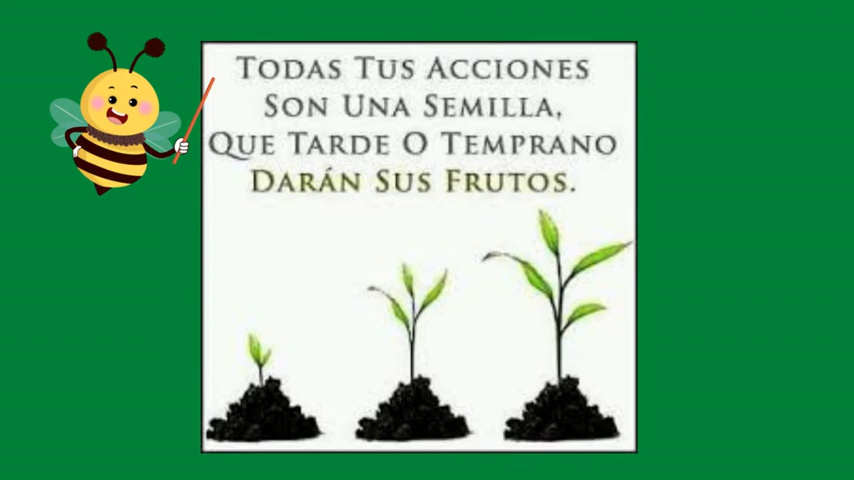 TODAS TUS ACCIONES
SON UNA SEMILLA,
QUE TARDE O TEMPRANO
DARÁN SUS FRUTOS.